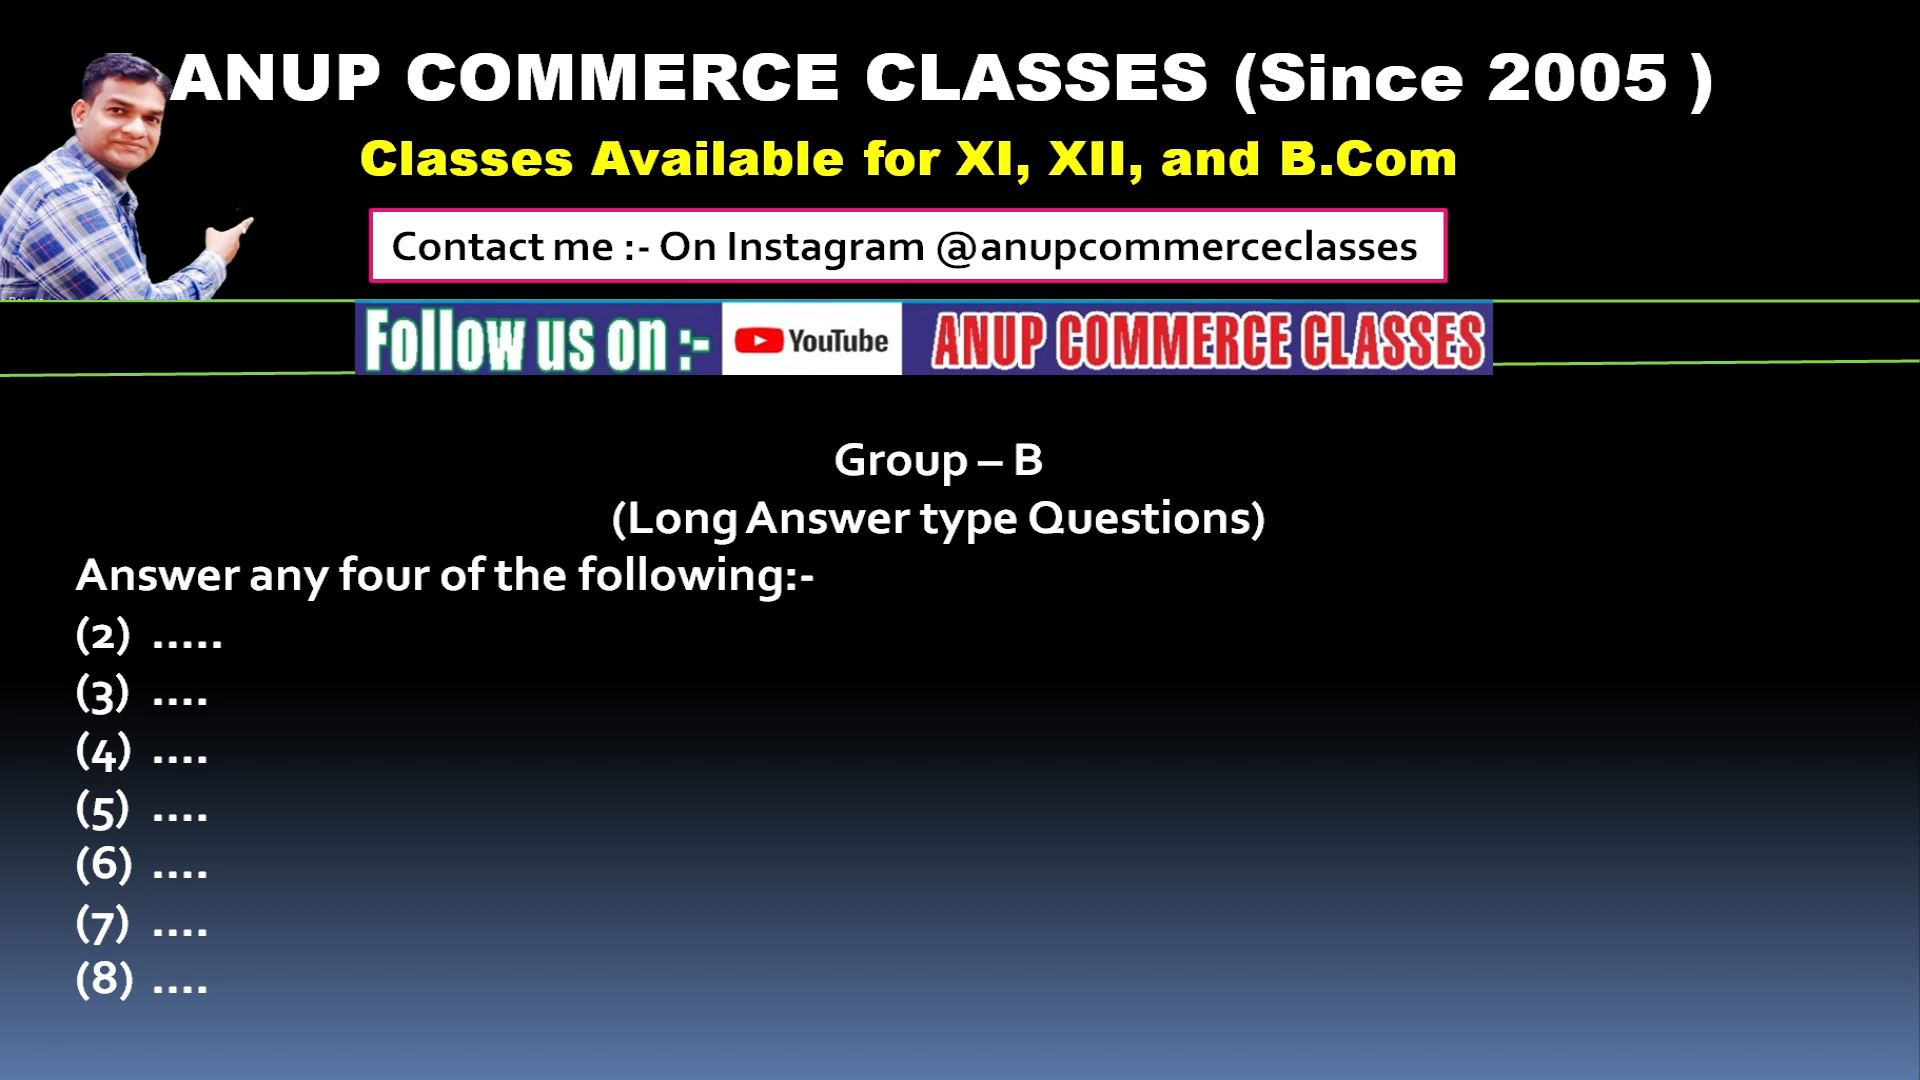 ANUP COMMERCE CLASSES (Since 2005 )
Classes Available for XI, XII, and B.Com
Contact me :- On Instagram @anupcommerceclasses
Follow us on :- YouTube ANUP COMMERCE CLASSES
Group – B
(Long Answer type Questions)
Answer any four of the following:-
(2) .....
(3) ....
(4) ....
(5) ....
(6) ....
(7) ....
(8) ....